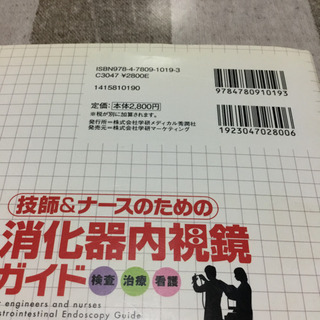 ISBN978-4-7809-1019-3
C3047 ¥2800E
1415810190
9784780910193
定価=本体2,800円
※税が別に加算されます。
発行所=株式会社学研メディカル秀潤社
発売元=株式会社学研マーケティング
1923047028006
技師&ナースのための
消化器内視鏡
ガイド 検査 治療 看護
engineers and nurses
Endoscopy Guide